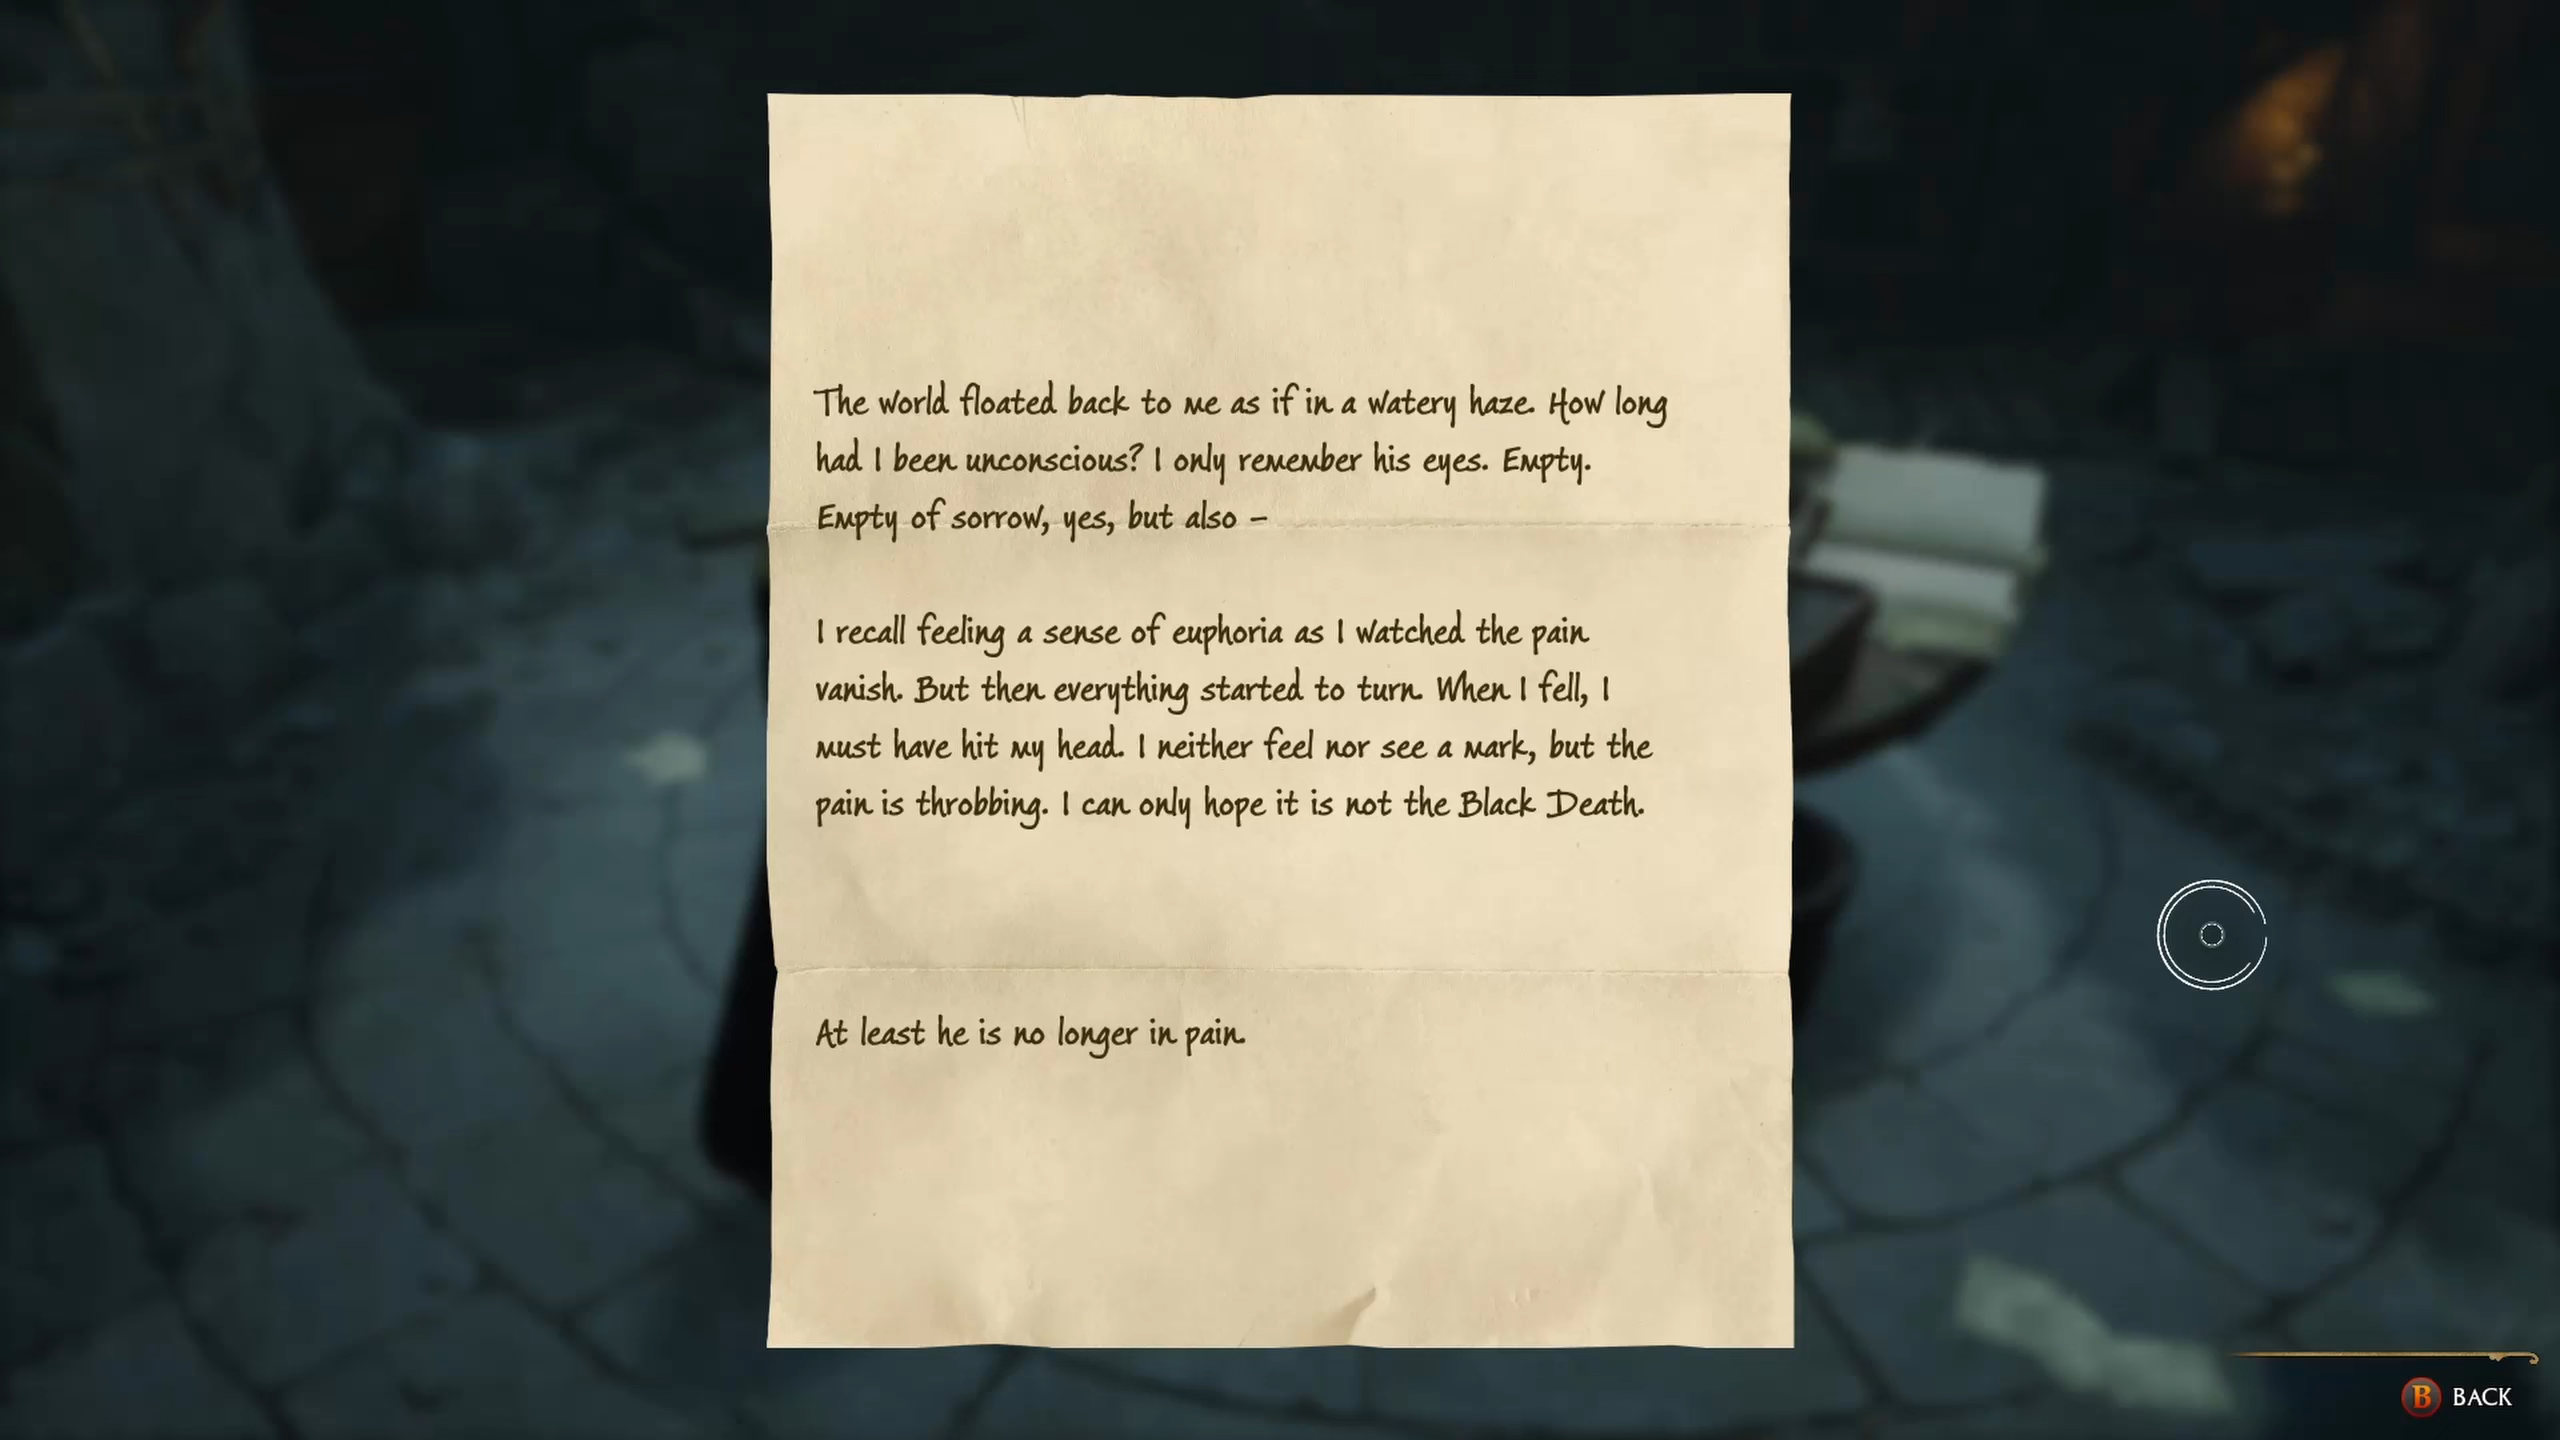 The world floated back to me as if in a watery haze. How long
had I been unconscious? I only remember his eyes. Empty.
Empty of sorrow, yes, but also –
I recall feeling a sense of euphoria as I watched the pain
vanish. But then everything started to turn. When I fell, I
must have hit my head. I neither feel nor see a mark, but the
pain is throbbing. I can only hope it is not the Black Death.
At least he is no longer in pain.
B BACK